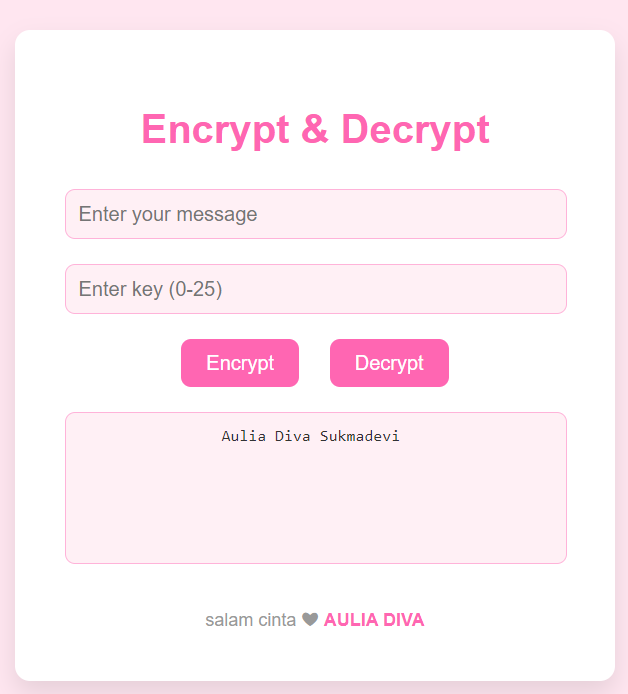 Encrypt & Decrypt
Enter your message
Enter key (0-25)
Encrypt Decrypt
Aulia Diva Sukmadevi
salam cinta ♥ AULIA DIVA